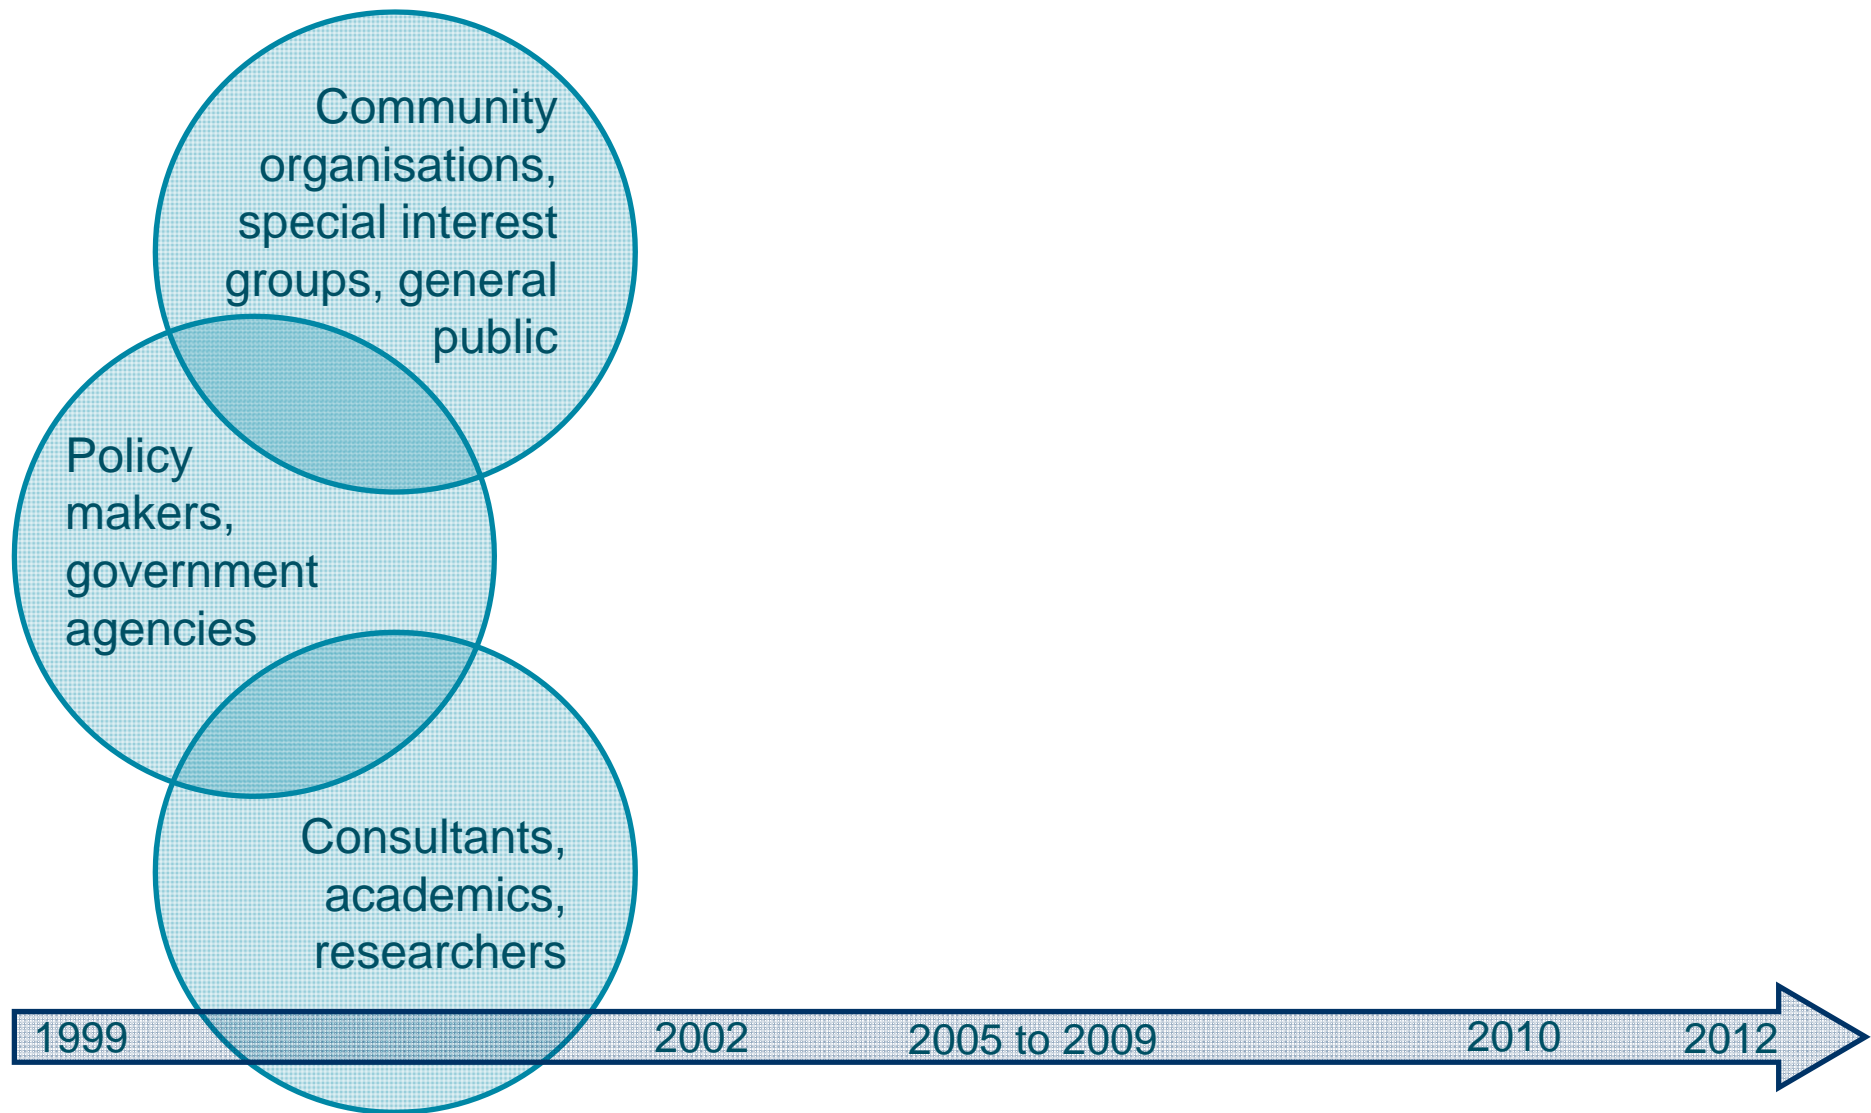 Community
organisations,
special interest
groups, general
public
Policy
makers,
government
agencies
Consultants,
academics,
researchers
1999
2002
2005 to 2009
2010
2012